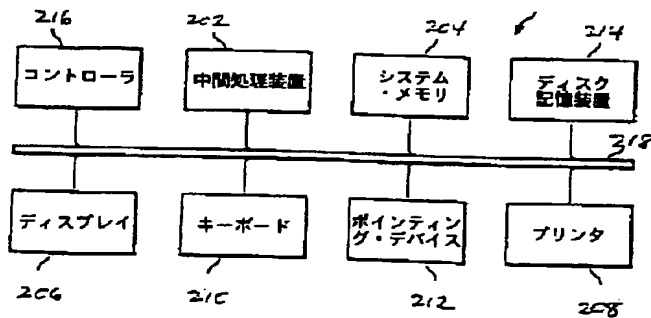 216 202 204 214
コントローラ 中間処理装置 システム ディスク
・メモリ 記憶装置
218
ディスプレイ キーボード ポインティン プリンタ
グ・デバイス
206 210 212 208